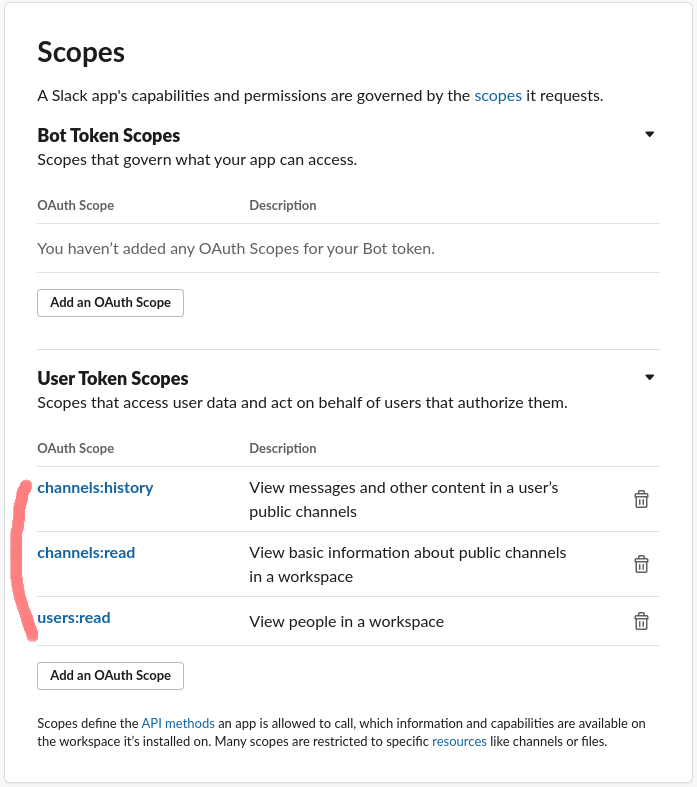 Scopes
A Slack app's capabilities and permissions are governed by the scopes it requests.
Bot Token Scopes
Scopes that govern what your app can access.
OAuth Scope Description
You haven’t added any OAuth Scopes for your Bot token.
Add an OAuth Scope
User Token Scopes
Scopes that access user data and act on behalf of users that authorize them.
OAuth Scope Description
channels:history View messages and other content in a user’s
public channels
channels:read View basic information about public channels
in a workspace
users:read View people in a workspace
Add an OAuth Scope
Scopes define the API methods an app is allowed to call, which information and capabilities are available on
the workspace it’s installed on. Many scopes are restricted to specific resources like channels or files.